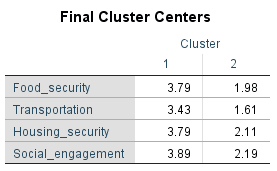 Final Cluster Centers
Cluster
1 2
Food_security 3.79 1.98
Transportation 3.43 1.61
Housing_security 3.79 2.11
Social_engagement 3.89 2.19